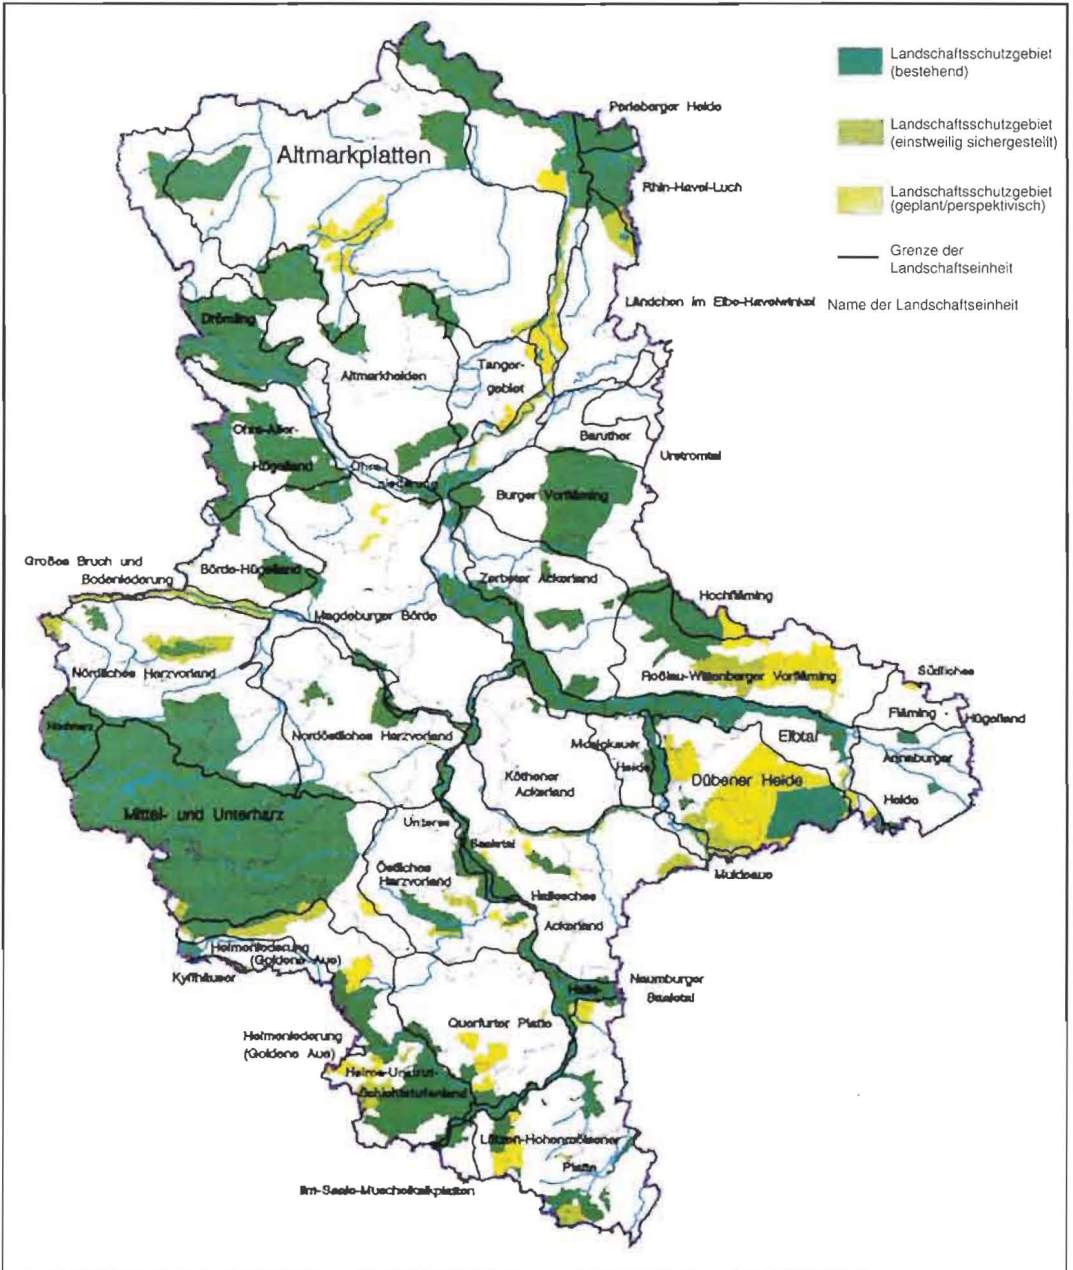 Landschaftsschutzgebiet
(bestehend)
Landschaftsschutzgebiet
(einstweilig sichergestellt)
Landschaftsschutzgebiet
(geplant/perspektivisch)
Grenze der
Landschaftseinheit
Name der Landschaftseinheit
Perleberger Heide
Altmarkplatten
Rhin-Havel-Luch
Ländchen im Elbe-Havelwinkel
Drömling
Altmarkheiden
Tanger-
gebiet
Ohre-Aller-
Hügelland
Baruther
Urstromtal
Ohre-
niederung
Burger Vorfläming
Großes Bruch und
Bodeniederung
Börde-Hügelland
Zerbster Ackerland
Magdeburger Börde
Hochfläming
Nördliches Harzvorland
Roßlau-Wittenberger Vorfläming
Südliches
Fläming-
Hügelland
Hochharz
Nordöstliches Harzvorland
Mosigkauer
Heide
Elbtal
Annaburger
Heide
Köthener
Ackerland
Dübener Heide
Mittel- und Unterharz
Unteres
Saaletal
Östliches
Harzvorland
Muldeaue
Hallesches
Ackerland
Helmeniederung
(Goldene Aue)
Kyffhäuser
Halle-
Naumburger
Saaletal
Querfurter Platte
Helmeniederung
(Goldene Aue)
Helme-Unstrut-
Schichtstufenland
Lützen-Hohenmölsener
Platte
Ilm-Saale-Muschelkalkplatten